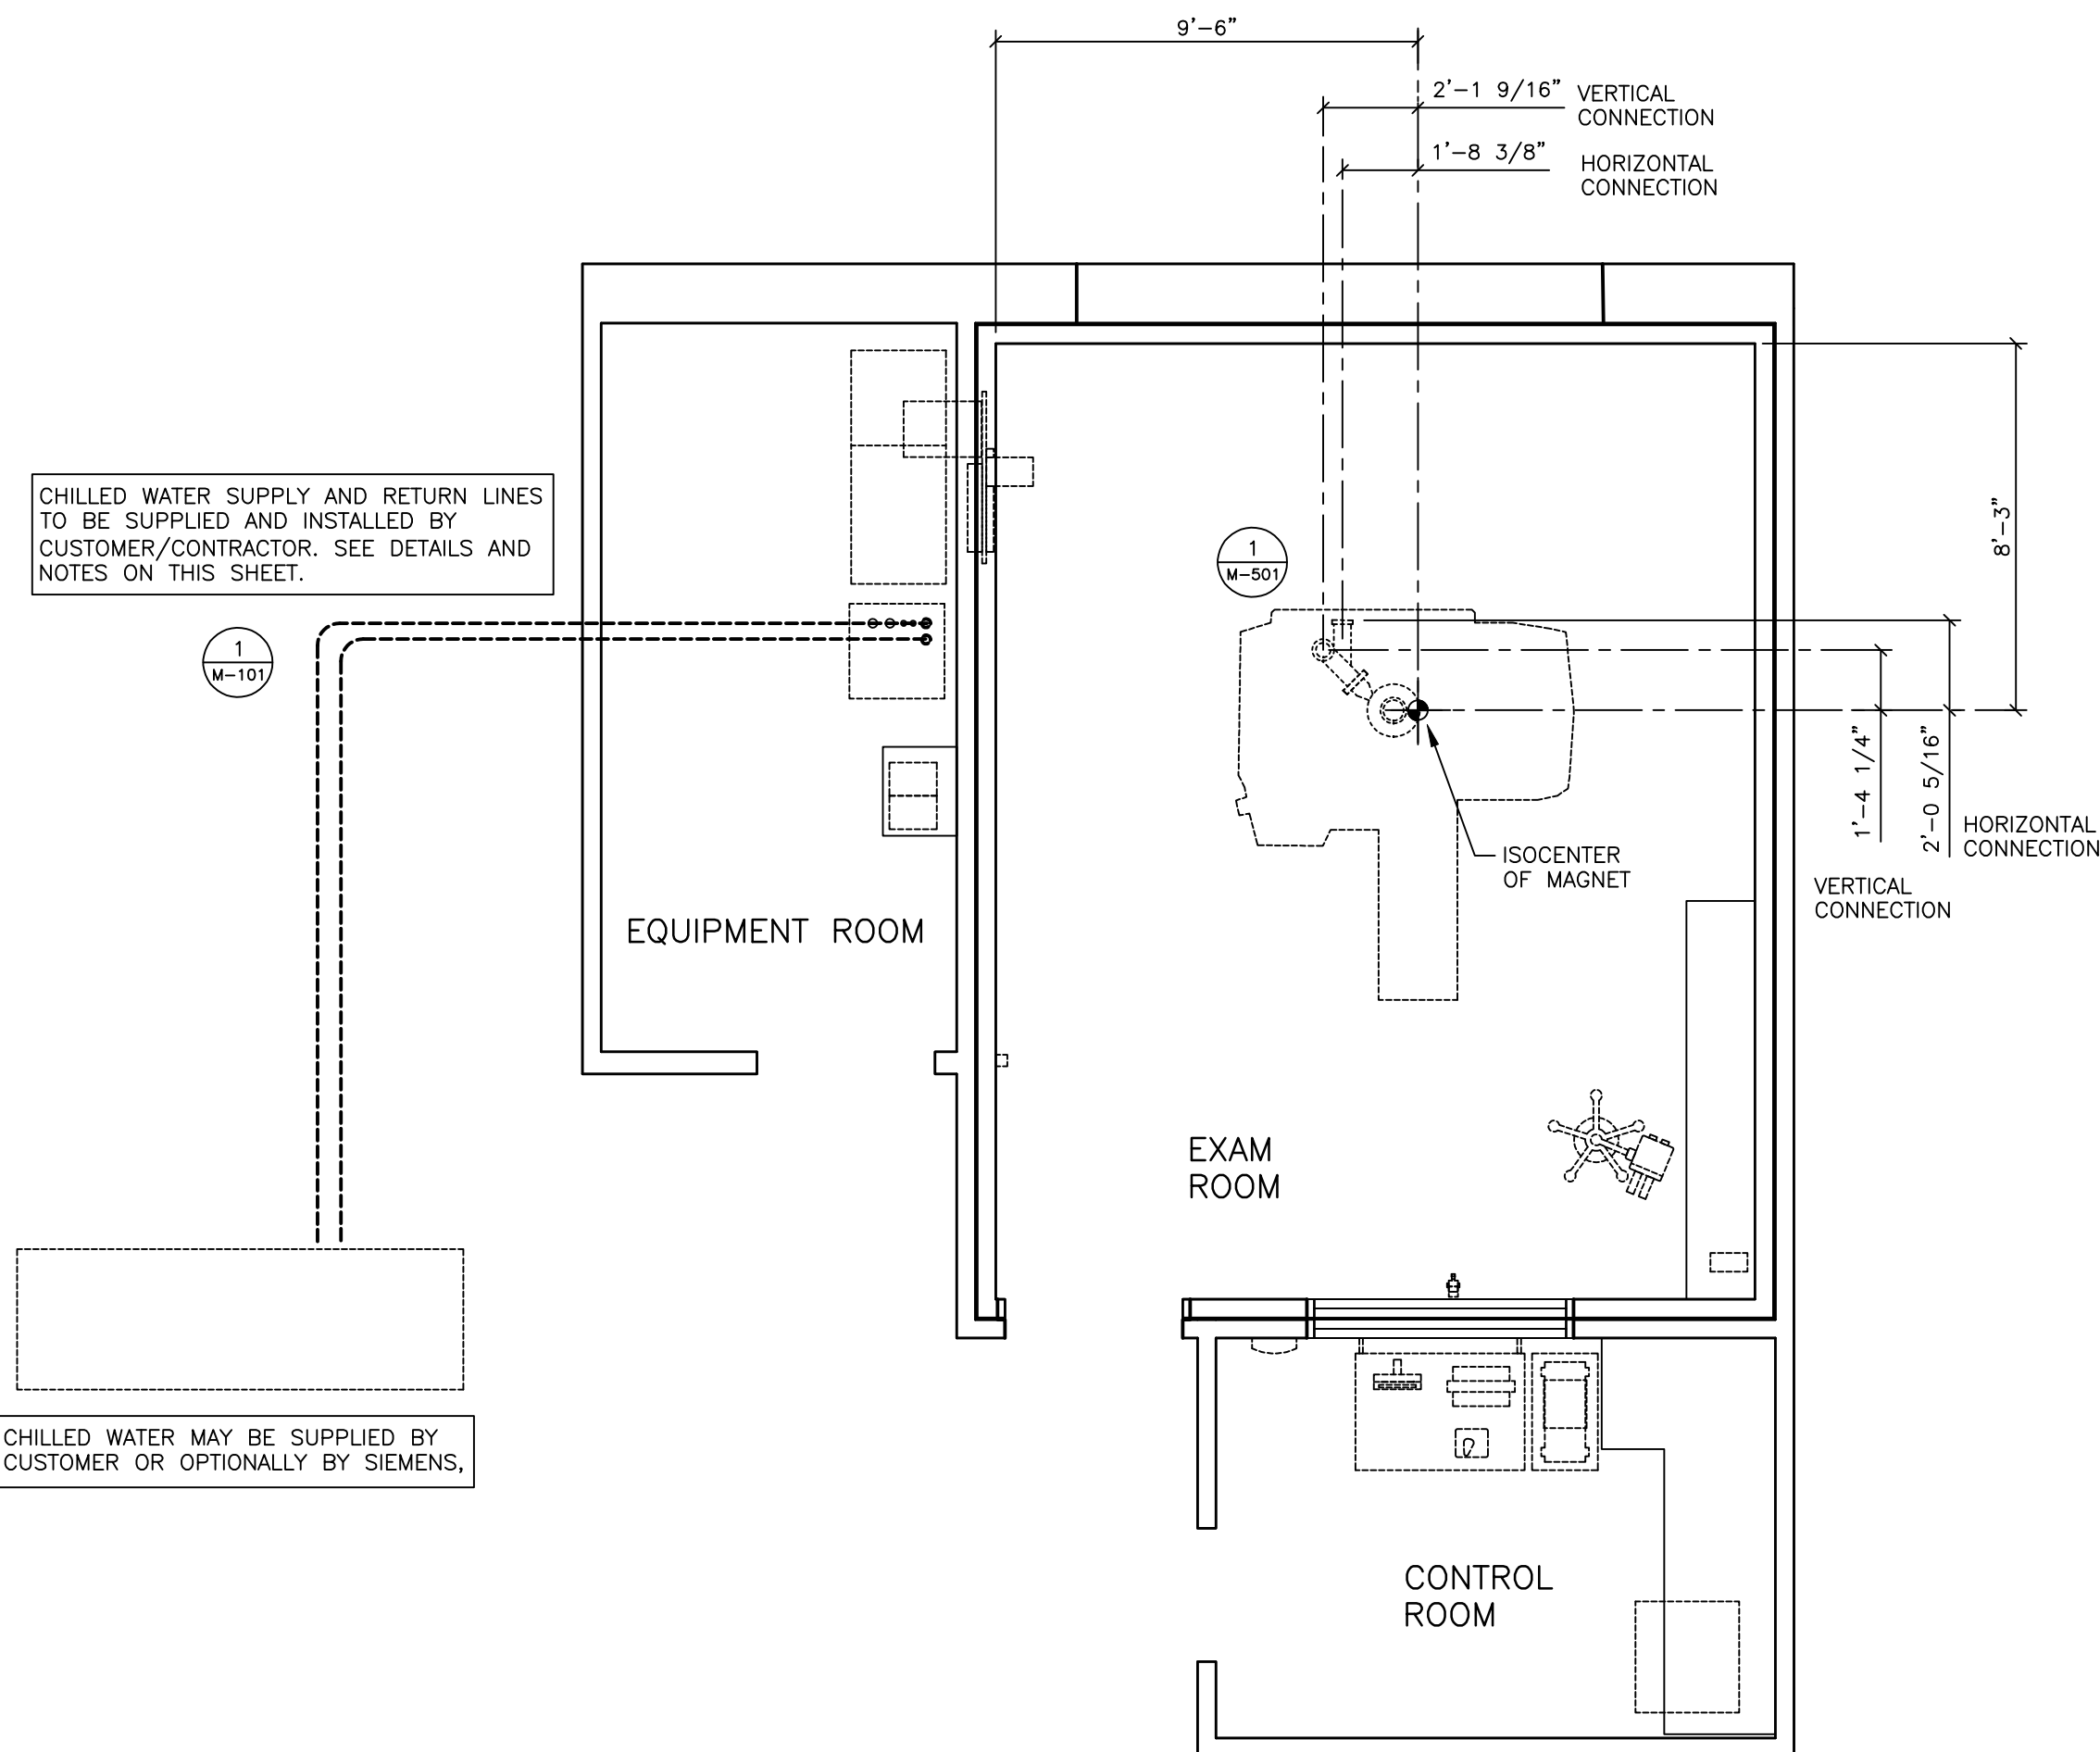 9'-6"
2'-1 9/16" VERTICAL
CONNECTION
1'-8 3/8" HORIZONTAL
CONNECTION
CHILLED WATER SUPPLY AND RETURN LINES
TO BE SUPPLIED AND INSTALLED BY
CUSTOMER/CONTRACTOR. SEE DETAILS AND
NOTES ON THIS SHEET.
1
M-501
8'-3"
1
M-101
1'-4 1/4"
2'-0 5/16"
HORIZONTAL
CONNECTION
ISOCENTER
OF MAGNET
VERTICAL
CONNECTION
EQUIPMENT ROOM
EXAM
ROOM
CHILLED WATER MAY BE SUPPLIED BY
CUSTOMER OR OPTIONALLY BY SIEMENS,
CONTROL
ROOM